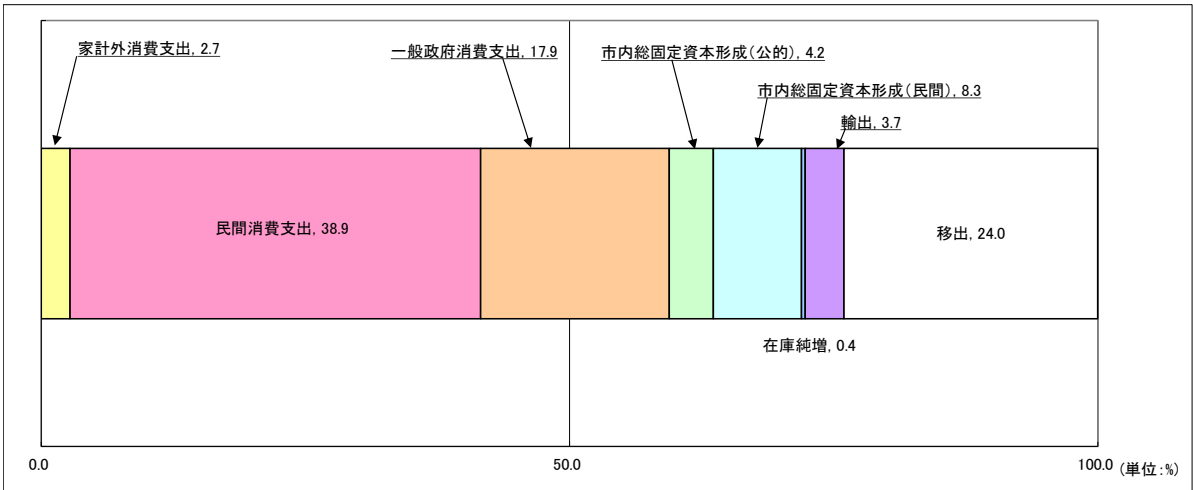 家計外消費支出, 2.7
一般政府消費支出, 17.9
市内総固定資本形成(公的), 4.2
市内総固定資本形成(民間), 8.3
輸出, 3.7
民間消費支出, 38.9
移出, 24.0
在庫純増, 0.4
0.0
50.0
100.0
(単位:%)